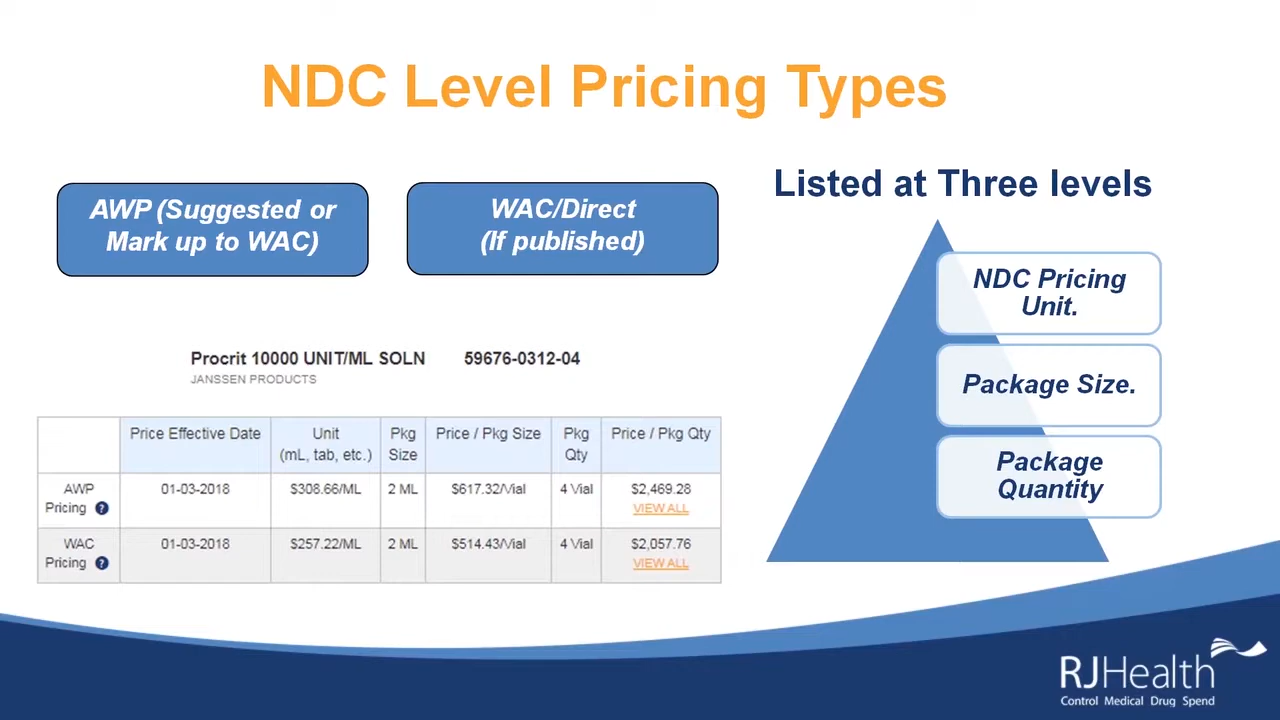 NDC Level Pricing Types
AWP (Suggested or
Mark up to WAC)
WAC/Direct
(If published)
Listed at Three levels
NDC Pricing
Unit.
Package Size.
Package
Quantity
Procrit 10000 UNIT/ML SOLN 59676-0312-04
JANSSEN PRODUCTS
Price Effective Date Unit Pkg Price / Pkg Size Pkg Price / Pkg Qty
(mL, tab, etc.) Size Qty
AWP 01-03-2018 $308.66/ML 2 ML $617.32/Vial 4 Vial $2,469.28
Pricing ? VIEW ALL
WAC 01-03-2018 $257.22/ML 2 ML $514.43/Vial 4 Vial $2,057.76
Pricing ? VIEW ALL
RJHealth
Control Medical Drug Spend